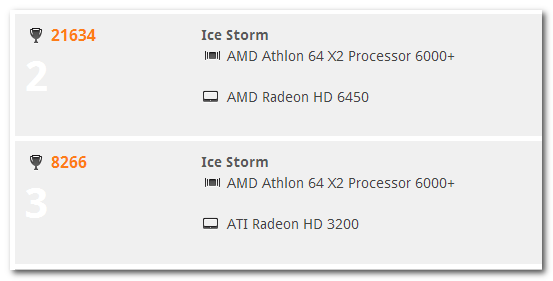 21634
Ice Storm
2
AMD Athlon 64 X2 Processor 6000+
AMD Radeon HD 6450
8266
Ice Storm
3
AMD Athlon 64 X2 Processor 6000+
ATI Radeon HD 3200